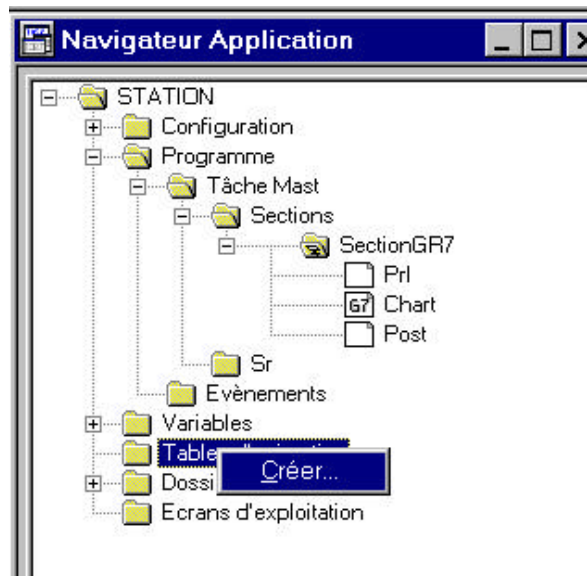 Navigateur Application
STATION
Configuration
Programme
Tâche Mast
Sections
SectionGR7
Prl
G7 Chart
Post
Sr
Evènements
Variables
Créer...
Ecrans d'exploitation